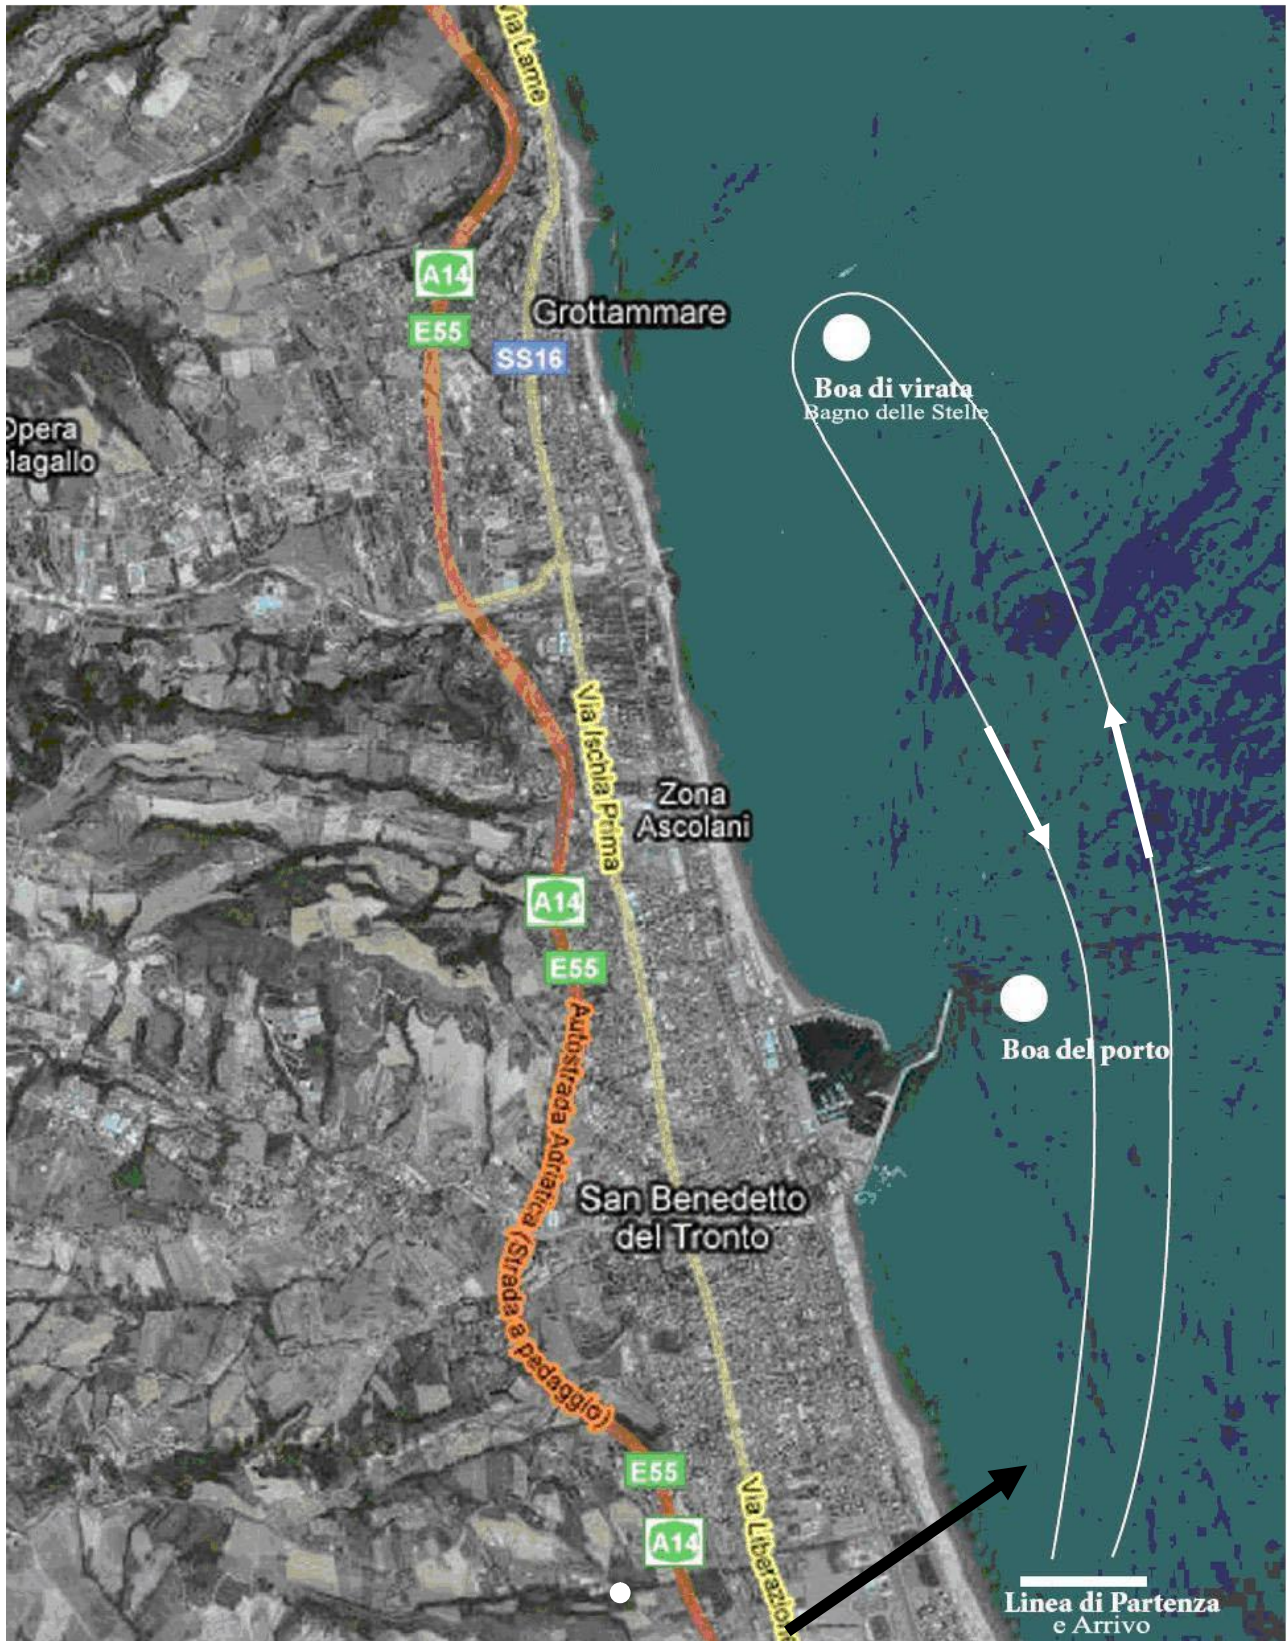 Via Lame
A14
E55
Grottammare
SS16
Boa di virata
Bagno delle Stelle
Opera
lagallo
Via Ischia Prima
Zona
Ascolani
A14
E55
Autostrada Adriatica (Strada a pedaggio)
Boa del porto
San Benedetto
del Tronto
E55
A14
Via Liberazione
Linea di Partenza
e Arrivo